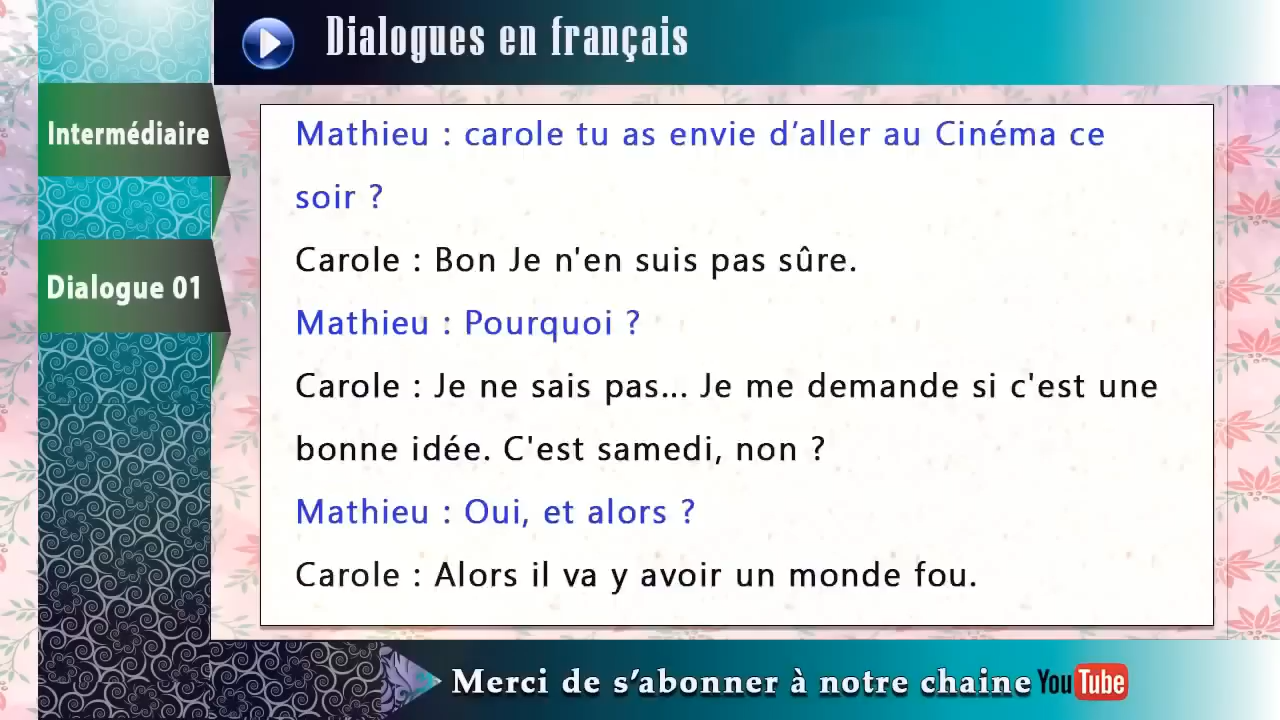 Dialogues en français
Intermédiaire
Dialogue 01
Mathieu : carole tu as envie d’aller au Cinéma ce
soir ?
Carole : Bon Je n'en suis pas sûre.
Mathieu : Pourquoi ?
Carole : Je ne sais pas... Je me demande si c'est une
bonne idée. C'est samedi, non ?
Mathieu : Oui, et alors ?
Carole : Alors il va y avoir un monde fou.
Merci de s’abonner à notre chaine YouTube